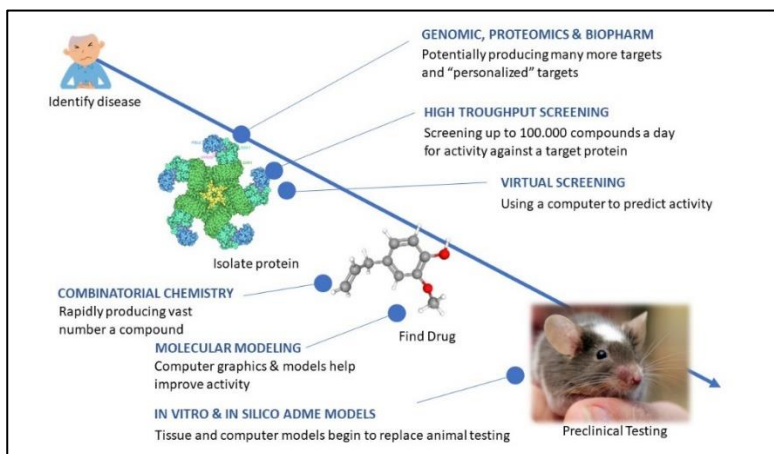 GENOMIC, PROTEOMICS & BIOPHARM
Potentially producing many more targets
and “personalized” targets
Identify disease
HIGH TROUGHPUT SCREENING
Screening up to 100.000 compounds a day
for activity against a target protein
VIRTUAL SCREENING
Using a computer to predict activity
Isolate protein
COMBINATORIAL CHEMISTRY
Rapidly producing vast
number a compound
Find Drug
MOLECULAR MODELING
Computer graphics & models help
improve activity
IN VITRO & IN SILICO ADME MODELS
Tissue and computer models begin to replace animal testing
Preclinical Testing